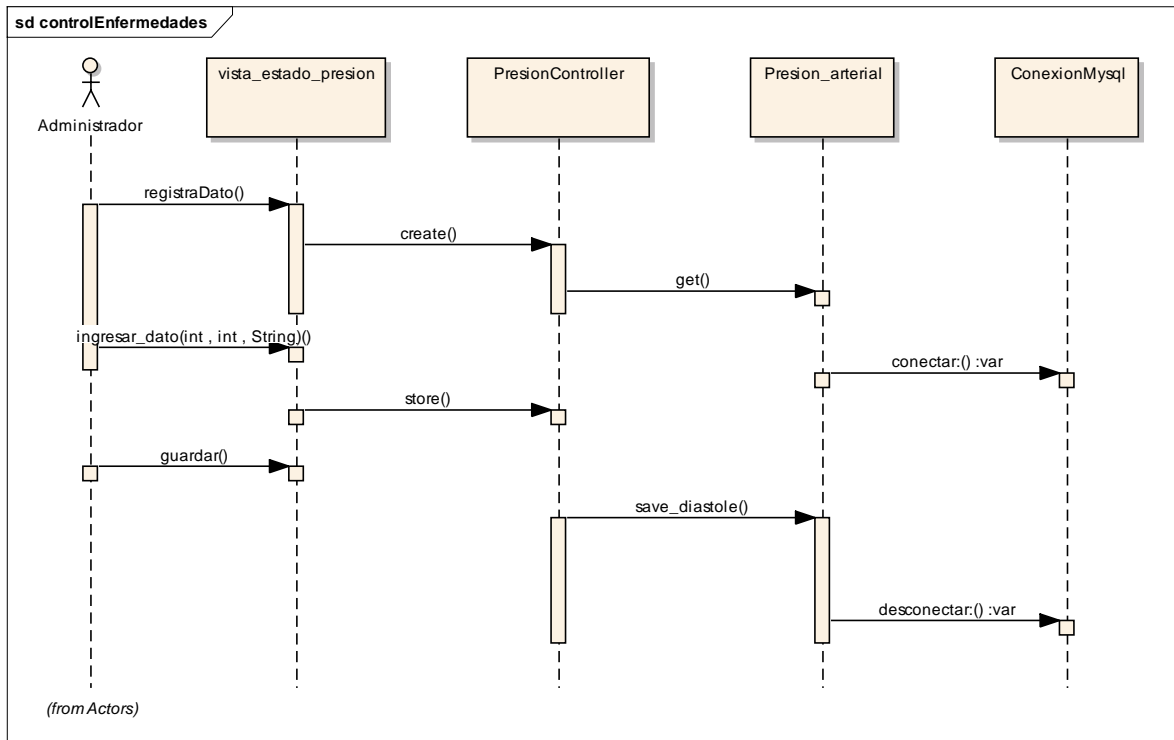 sd controlEnfermedades
Administrador
vista_estado_presion
PresionController
Presion_arterial
ConexionMysql
registraDato()
create()
get()
ingresar_dato(int , int , String)()
conectar:() :var
store()
guardar()
save_diastole()
desconectar:() :var
(from Actors)